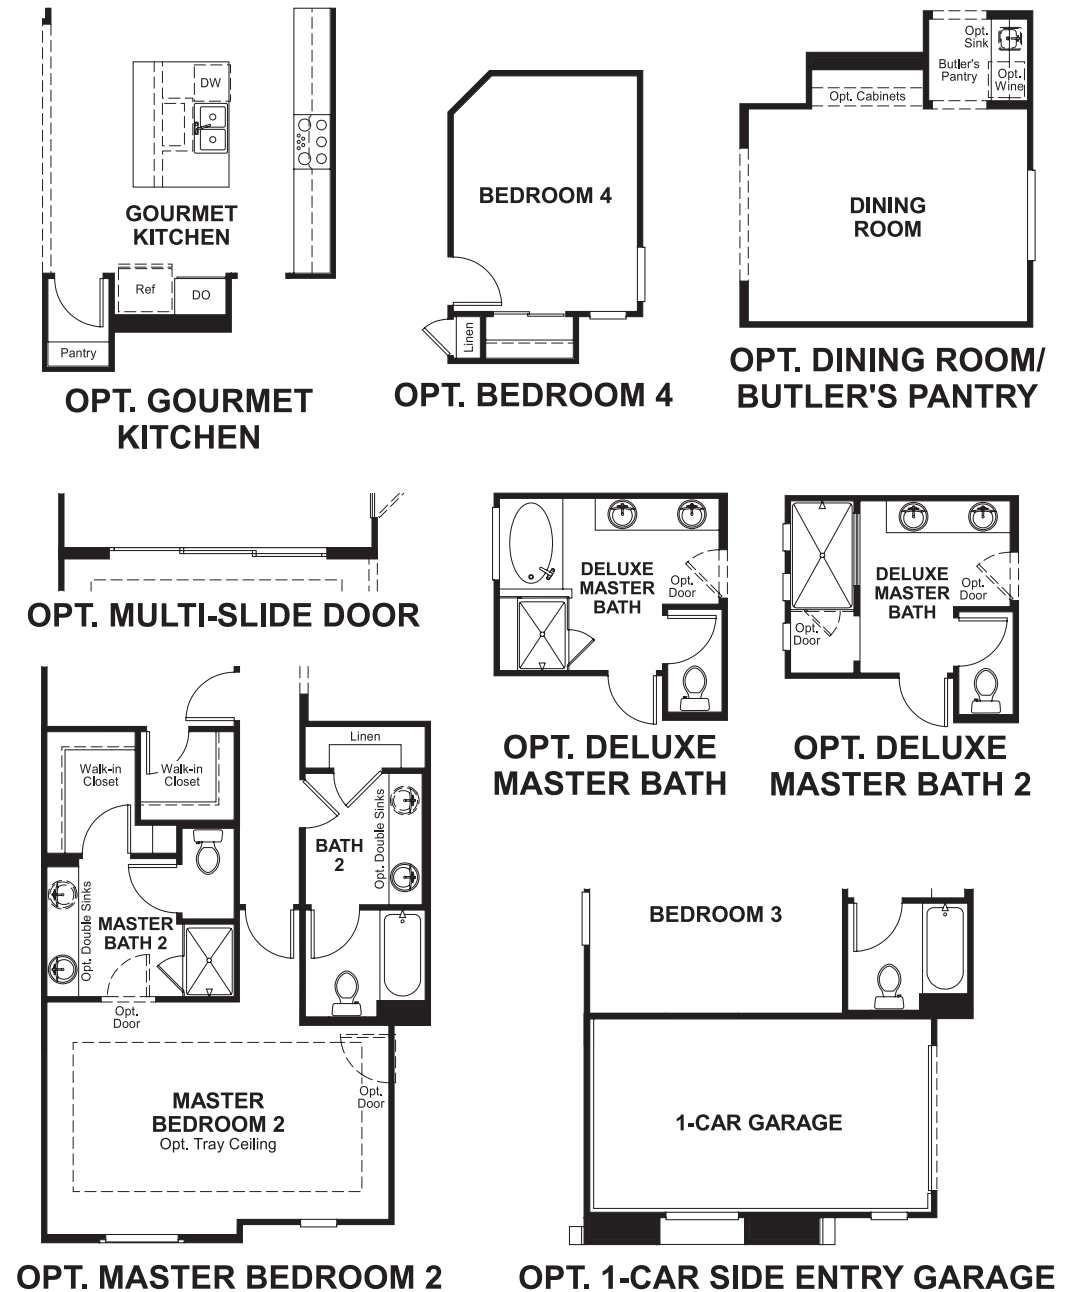 DW
GOURMET
KITCHEN
Ref
DO
Pantry
OPT. GOURMET
KITCHEN
BEDROOM 4
Linen
OPT. BEDROOM 4
Opt.
Sink
Butler's
Pantry
Opt.
Wine
Opt. Cabinets
DINING
ROOM
OPT. DINING ROOM/
BUTLER'S PANTRY
OPT. MULTI-SLIDE DOOR
DELUXE
MASTER
BATH
Opt.
Door
OPT. DELUXE
MASTER BATH
DELUXE
MASTER
BATH
Opt.
Door
Opt.
Door
OPT. DELUXE
MASTER BATH 2
Linen
Walk-in
Closet
Walk-in
Closet
BATH
2
Opt. Double Sinks
Opt. Double Sinks
MASTER
BATH 2
Opt.
Door
Opt.
Door
MASTER
BEDROOM 2
Opt. Tray Ceiling
OPT. MASTER BEDROOM 2
BEDROOM 3
1-CAR GARAGE
OPT. 1-CAR SIDE ENTRY GARAGE